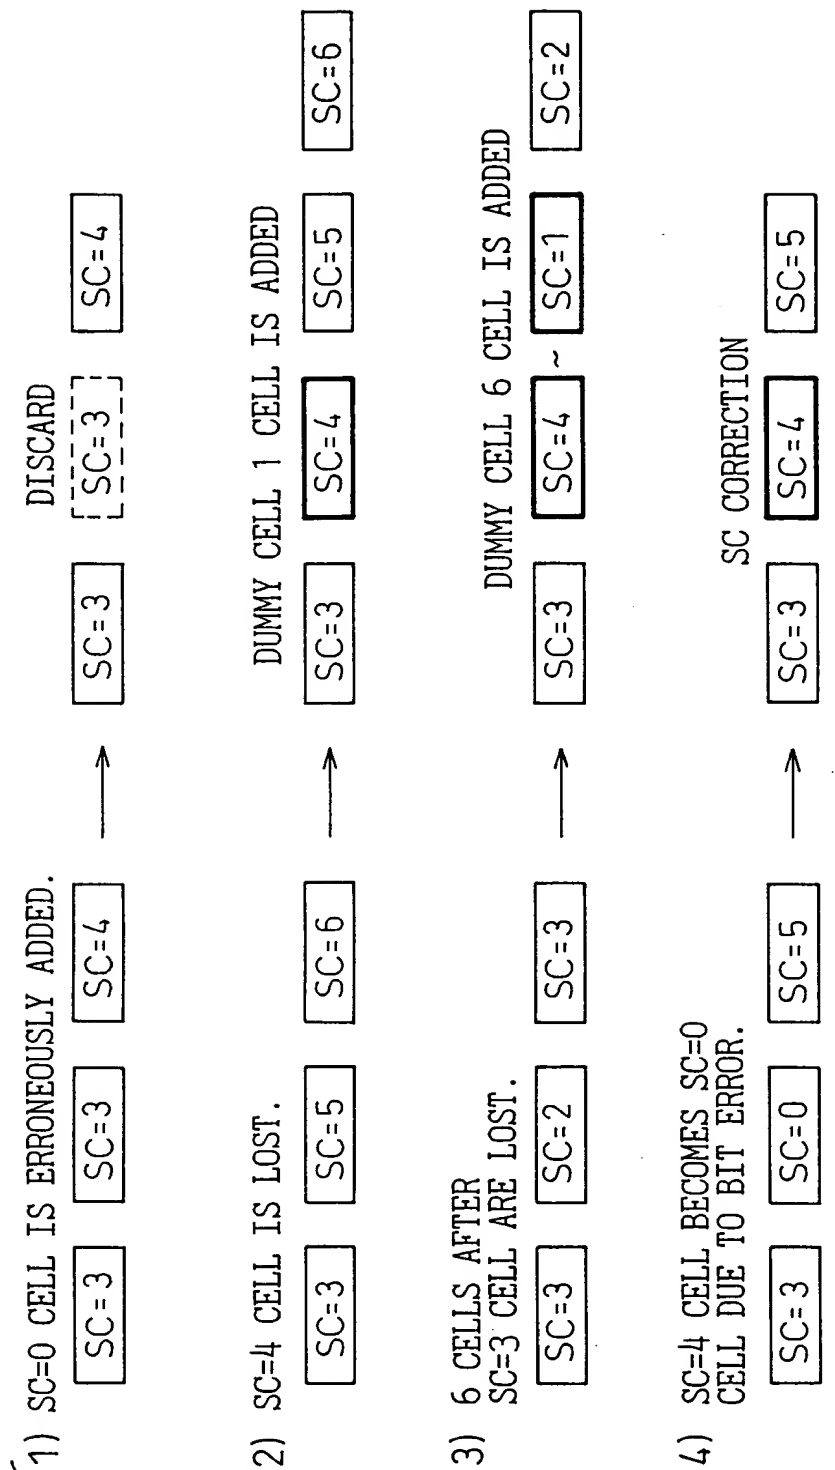 1) SC=0 CELL IS ERRONEOUSLY ADDED.
SC=3 SC=3 SC=4
DISCARD
SC=3 SC=3 SC=4
2) SC=4 CELL IS LOST.
SC=3 SC=5 SC=6
DUMMY CELL 1 CELL IS ADDED
SC=3 SC=4 SC=5 SC=6
3) 6 CELLS AFTER
SC=3 CELL ARE LOST.
SC=3 SC=2 SC=3
DUMMY CELL 6 CELL IS ADDED
SC=3 SC=4 ~ SC=1 SC=2
4) SC=4 CELL BECOMES SC=0
CELL DUE TO BIT ERROR.
SC=3 SC=0 SC=5
SC CORRECTION
SC=3 SC=4 SC=5